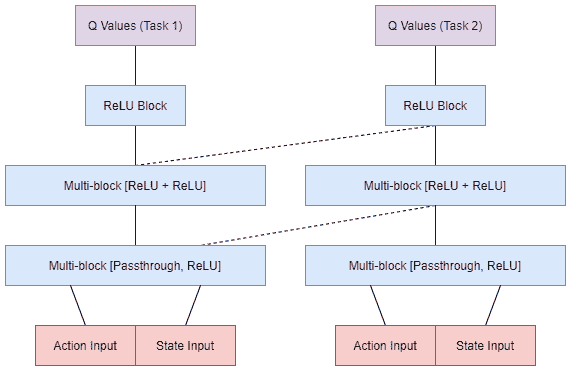 Q Values (Task 1)
Q Values (Task 2)
ReLU Block
ReLU Block
Multi-block [ReLU + ReLU]
Multi-block [ReLU + ReLU]
Multi-block [Passthrough, ReLU]
Multi-block [Passthrough, ReLU]
Action Input
State Input
Action Input
State Input